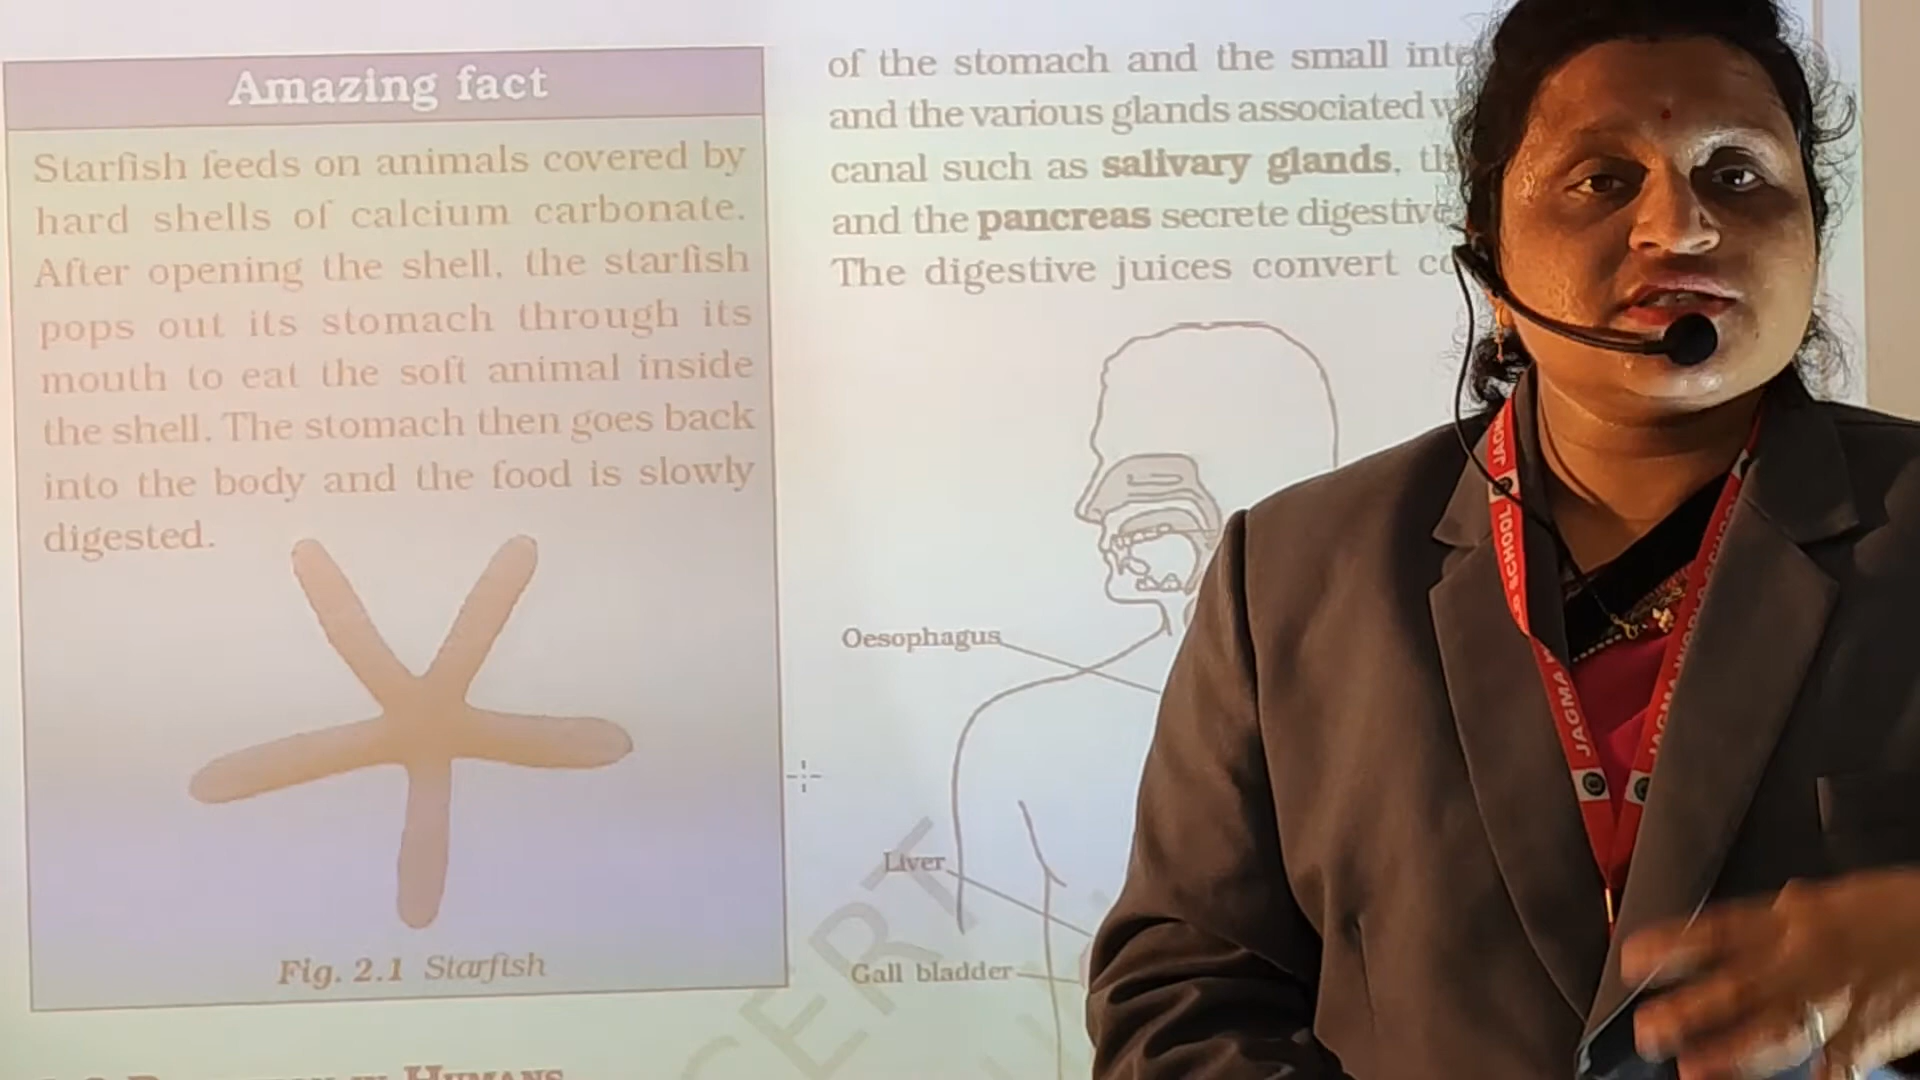 Amazing fact
Starfish feeds on animals covered by
hard shells of calcium carbonate.
After opening the shell, the starfish
pops out its stomach through its
mouth to eat the soft animal inside
the shell. The stomach then goes back
into the body and the food is slowly
digested.
Fig. 2.1 Starfish
of the stomach and the small
and the various glands associated
canal such as salivary glands,
and the pancreas secrete digestive
The digestive juices convert
Oesophagus
Liver
Gall bladder
HUMANS
JAGMA
SCHOOL
JAGMA